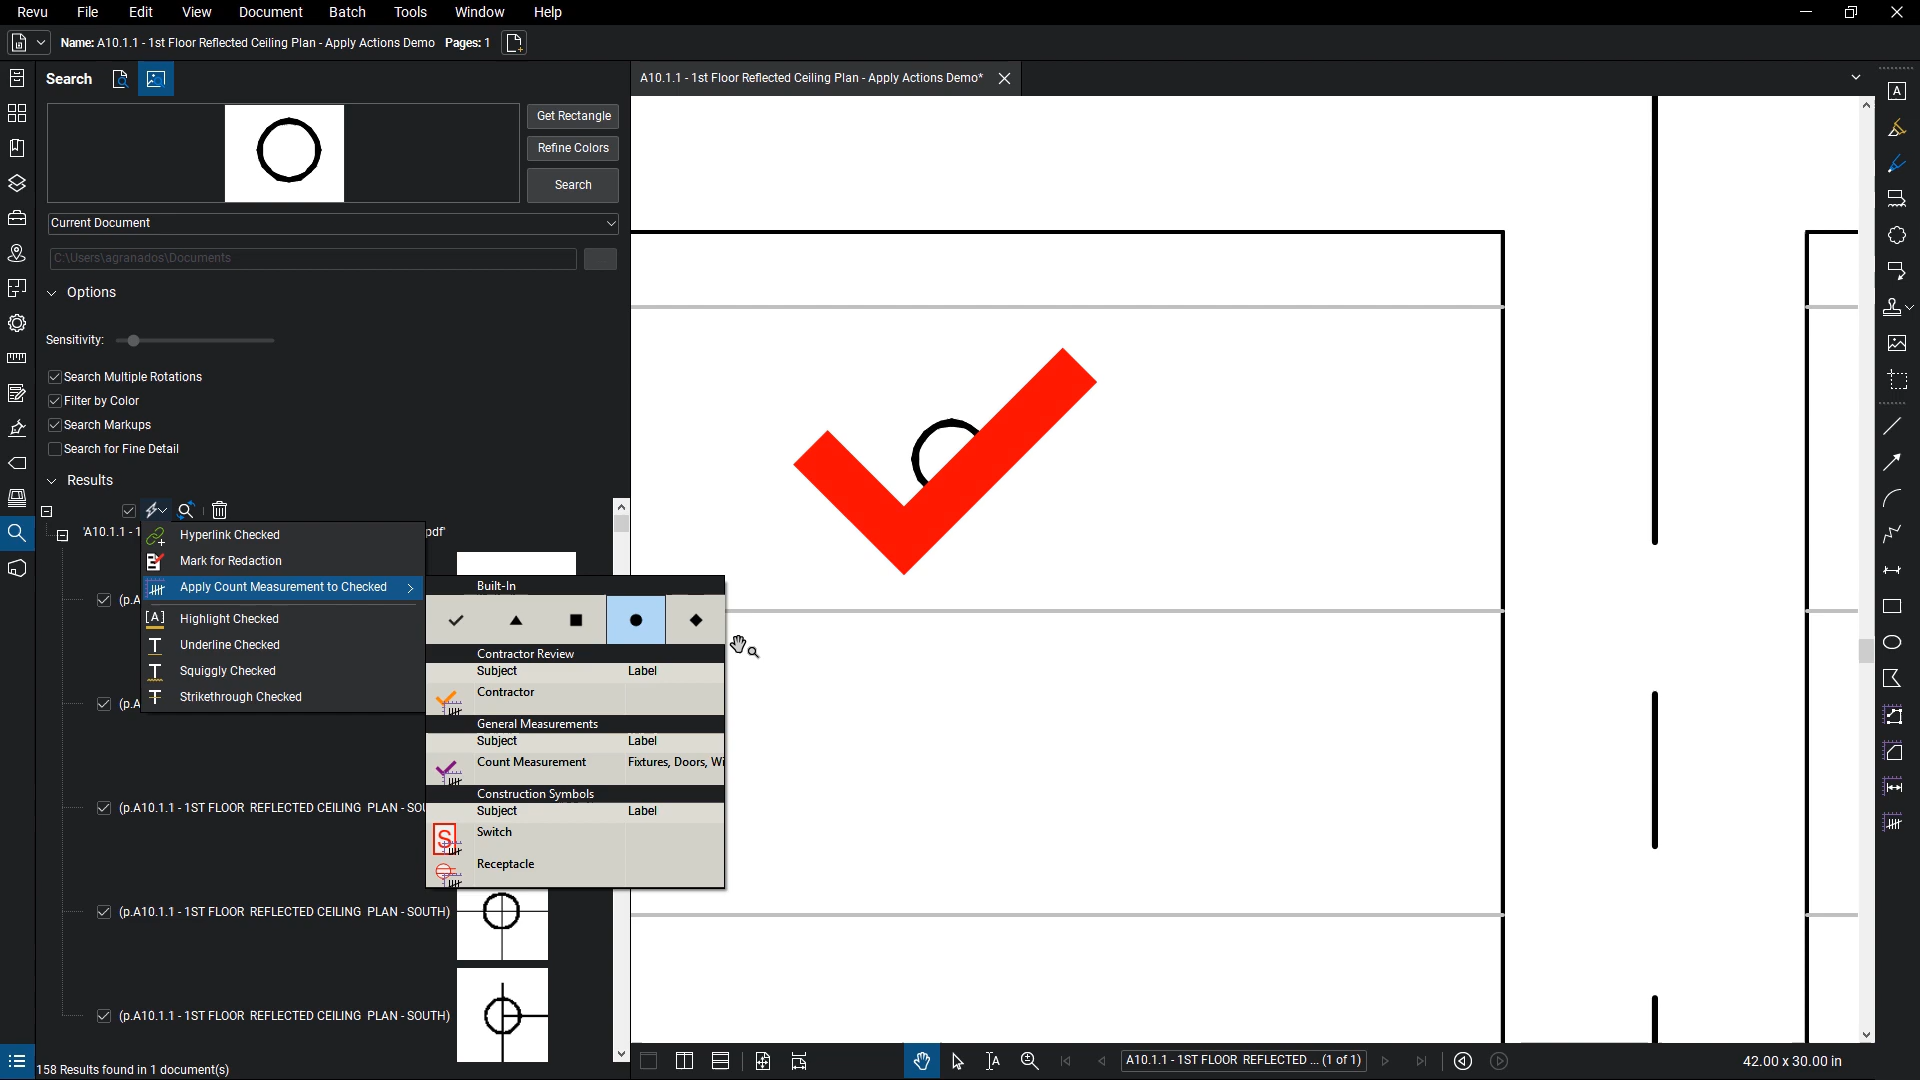 Revu File Edit View Document Batch Tools Window Help
Name: A10.1.1 - 1st Floor Reflected Ceiling Plan - Apply Actions Demo Pages: 1
Search
A10.1.1 - 1st Floor Reflected Ceiling Plan - Apply Actions Demo*
Get Rectangle
Refine Colors
Search
Current Document
C:\Users\agranados\Documents
Options
Sensitivity:
Search Multiple Rotations
Filter by Color
Search Markups
Search for Fine Detail
Results
'A10.1.1 - 1 pdf'
Hyperlink Checked
Mark for Redaction
Apply Count Measurement to Checked
Highlight Checked
Underline Checked
Squiggly Checked
Strikethrough Checked
Built-In
Contractor Review
Subject Label
Contractor
General Measurements
Subject Label
Count Measurement Fixtures, Doors, Wi
Construction Symbols
Subject Label
S Switch
Receptacle
(p.A
(p.A
(p.A10.1.1 - 1ST FLOOR REFLECTED CEILING PLAN - SOU
(p.A10.1.1 - 1ST FLOOR REFLECTED CEILING PLAN - SOUTH)
(p.A10.1.1 - 1ST FLOOR REFLECTED CEILING PLAN - SOUTH)
158 Results found in 1 document(s)
A10.1.1 - 1ST FLOOR REFLECTED ... (1 of 1)
42.00 x 30.00 in